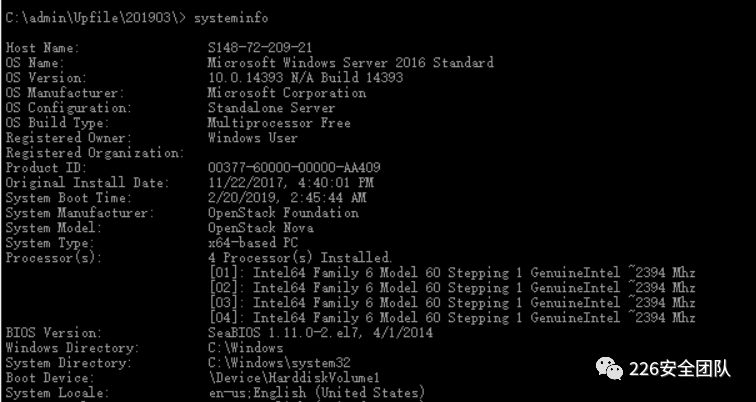 C:\admin\Upfile\201903\> systeminfo
Host Name: S148-72-209-21
OS Name: Microsoft Windows Server 2016 Standard
OS Version: 10.0.14393 N/A Build 14393
OS Manufacturer: Microsoft Corporation
OS Configuration: Standalone Server
OS Build Type: Multiprocessor Free
Registered Owner: Windows User
Registered Organization:
Product ID: 00377-60000-00000-AA409
Original Install Date: 11/22/2017, 4:40:01 PM
System Boot Time: 2/20/2019, 2:45:44 AM
System Manufacturer: OpenStack Foundation
System Model: OpenStack Nova
System Type: x64-based PC
Processor(s): 4 Processor(s) Installed.
[01]: Intel64 Family 6 Model 60 Stepping 1 GenuineIntel ~2394 Mhz
[02]: Intel64 Family 6 Model 60 Stepping 1 GenuineIntel ~2394 Mhz
[03]: Intel64 Family 6 Model 60 Stepping 1 GenuineIntel ~2394 Mhz
[04]: Intel64 Family 6 Model 60 Stepping 1 GenuineIntel ~2394 Mhz
BIOS Version: SeaBIOS 1.11.0-2.el7, 4/1/2014
Windows Directory: C:\Windows
System Directory: C:\Windows\system32
Boot Device: \Device\HarddiskVolume1
System Locale: en-us;English (United States)
226安全团队